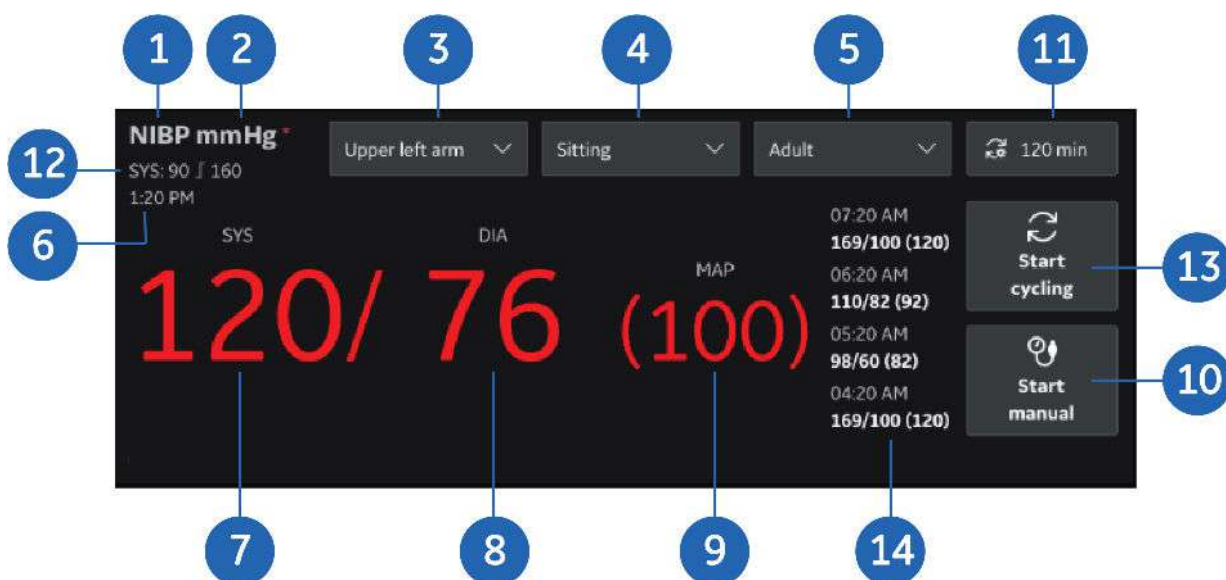 1 2 3 4 5 11
NIBP mmHg *
Upper left arm
Sitting
Adult
120 min
12
SYS: 90 ⌠ 160
1:20 PM
6
SYS
DIA
MAP
120/ 76 (100)
07:20 AM
169/100 (120)
06:20 AM
110/82 (92)
05:20 AM
98/60 (82)
04:20 AM
169/100 (120)
Start
cycling
13
Start
manual
10
7 8 9 14